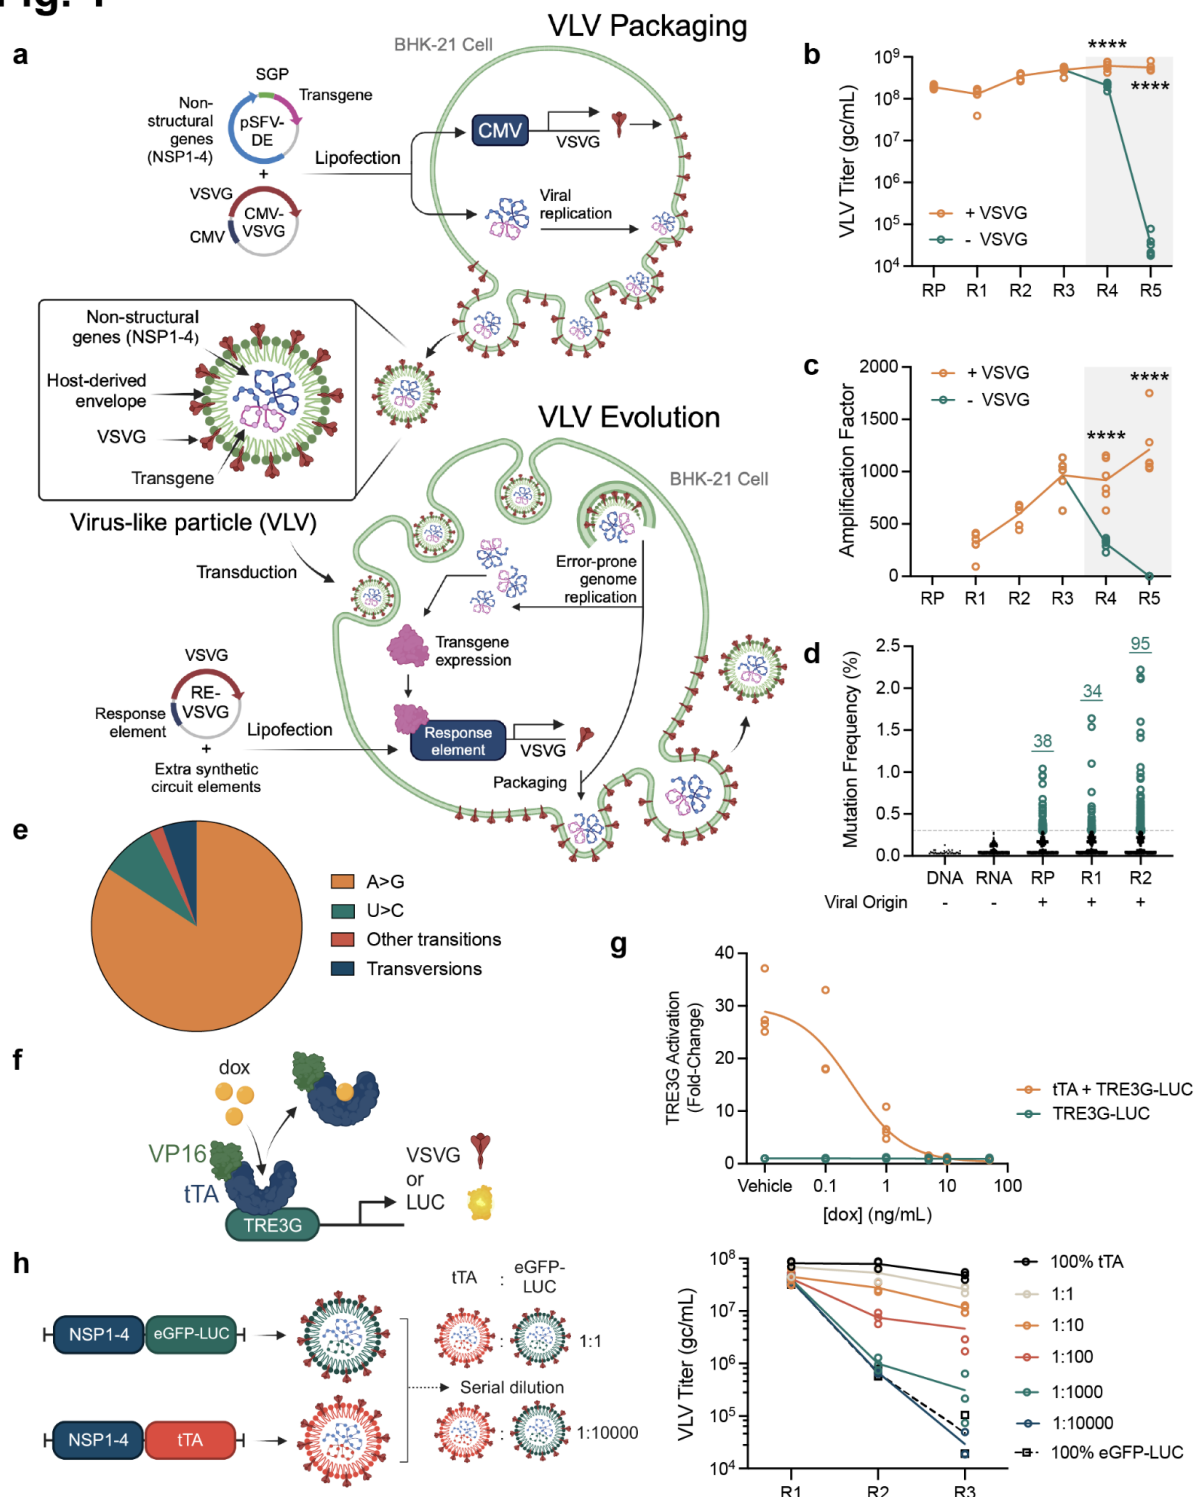 Fig. 1
a
VLV Packaging
BHK-21 Cell
SGP
Transgene
Non-
structural
genes
(NSP1-4)
pSFV-
DE
+
Lipofection
VSVG
CMV-
VSVG
CMV
CMV
VSVG
Viral
replication
Non-structural
genes (NSP1-4)
Host-derived
envelope
VSVG
Transgene
Virus-like particle (VLV)
VLV Evolution
BHK-21 Cell
Transduction
Error-prone
genome
replication
Transgene
expression
VSVG
RE-
VSVG
Response
element
+
Extra synthetic
circuit elements
Lipofection
Response
element
VSVG
Packaging
b
VLV Titer (gc/mL)
10⁹
10⁸
10⁷
10⁶
10⁵
10⁴
+ VSVG
- VSVG
****
****
RP R1 R2 R3 R4 R5
c
Amplification Factor
2000
1500
1000
500
0
+ VSVG
- VSVG
****
****
RP R1 R2 R3 R4 R5
d
Mutation Frequency (%)
2.5
2.0
1.5
1.0
0.5
0.0
38
34
95
DNA RNA RP R1 R2
Viral Origin - - + + +
e
A>G
U>C
Other transitions
Transversions
f
dox
VP16
tTA
TRE3G
VSVG
or
LUC
g
TRE3G Activation
(Fold-Change)
40
30
20
10
0
Vehicle 0.1 1 10 100
[dox] (ng/mL)
tTA + TRE3G-LUC
TRE3G-LUC
h
NSP1-4 eGFP-LUC
NSP1-4 tTA
tTA : eGFP-
LUC
: 1:1
Serial dilution
: 1:10000
VLV Titer (gc/mL)
10⁸
10⁷
10⁶
10⁵
10⁴
R1 R2 R3
100% tTA
1:1
1:10
1:100
1:1000
1:10000
100% eGFP-LUC